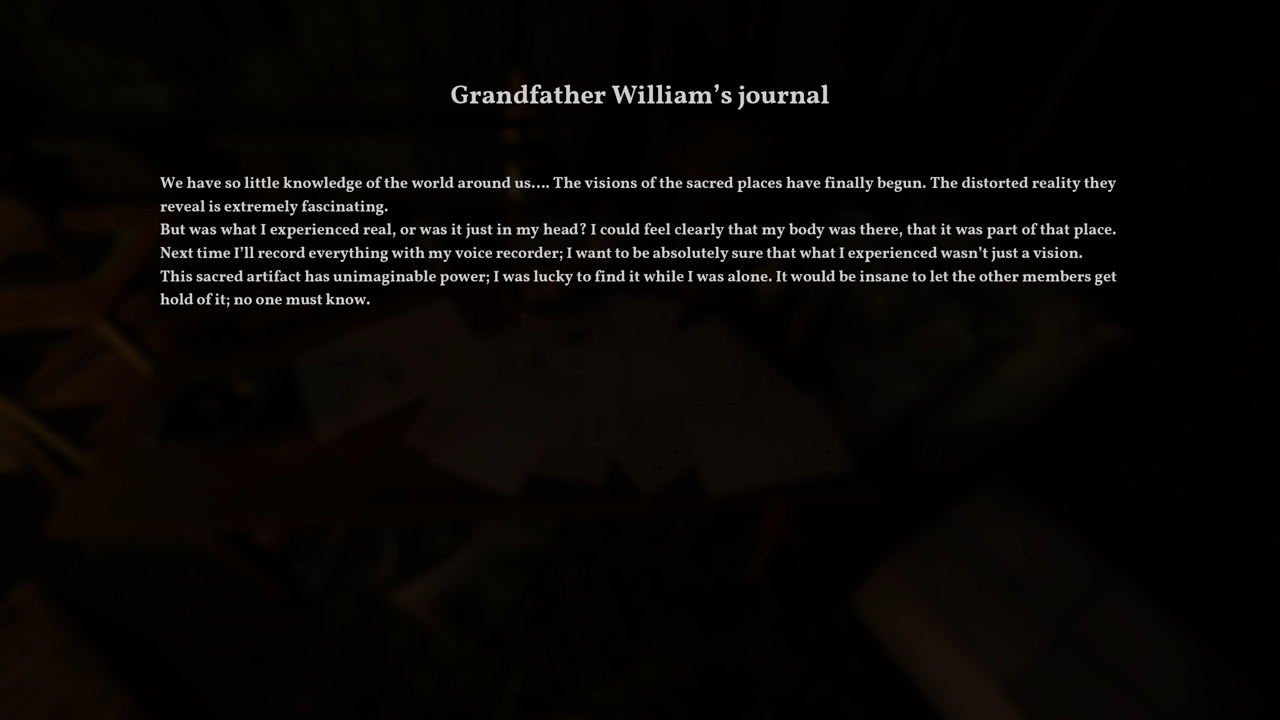 Grandfather William’s journal
We have so little knowledge of the world around us.... The visions of the sacred places have finally begun. The distorted reality they
reveal is extremely fascinating.
But was what I experienced real, or was it just in my head? I could feel clearly that my body was there, that it was part of that place.
Next time I’ll record everything with my voice recorder; I want to be absolutely sure that what I experienced wasn’t just a vision.
This sacred artifact has unimaginable power; I was lucky to find it while I was alone. It would be insane to let the other members get
hold of it; no one must know.